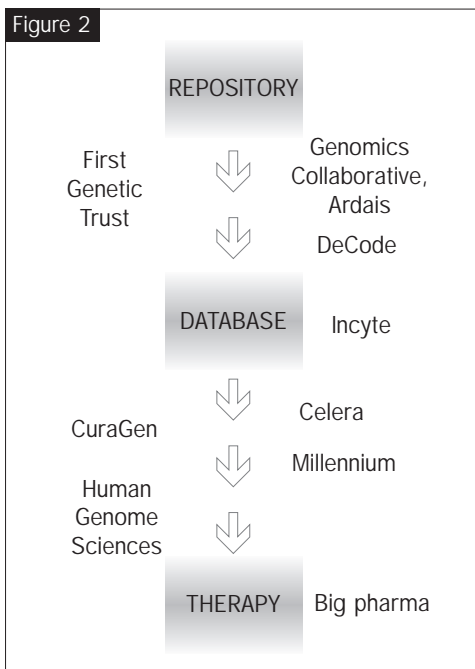 Figure 2
REPOSITORY
First
Genetic
Trust
Genomics
Collaborative,
Ardais
DeCode
DATABASE
Incyte
CuraGen
Celera
Millennium
Human
Genome
Sciences
THERAPY
Big pharma